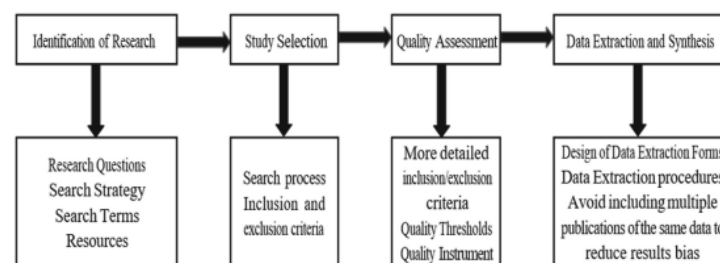 Identification of Research
Study Selection
Quality Assessment
Data Extraction and Synthesis
Research Questions
Search Strategy
Search Terms
Resources
Search process
Inclusion and
exclusion criteria
More detailed
inclusion/exclusion
criteria
Quality Thresholds
Quality Instrument
Design of Data Extraction Forms
Data Extraction procedures
Avoid including multiple
publications of the same data to
reduce results bias